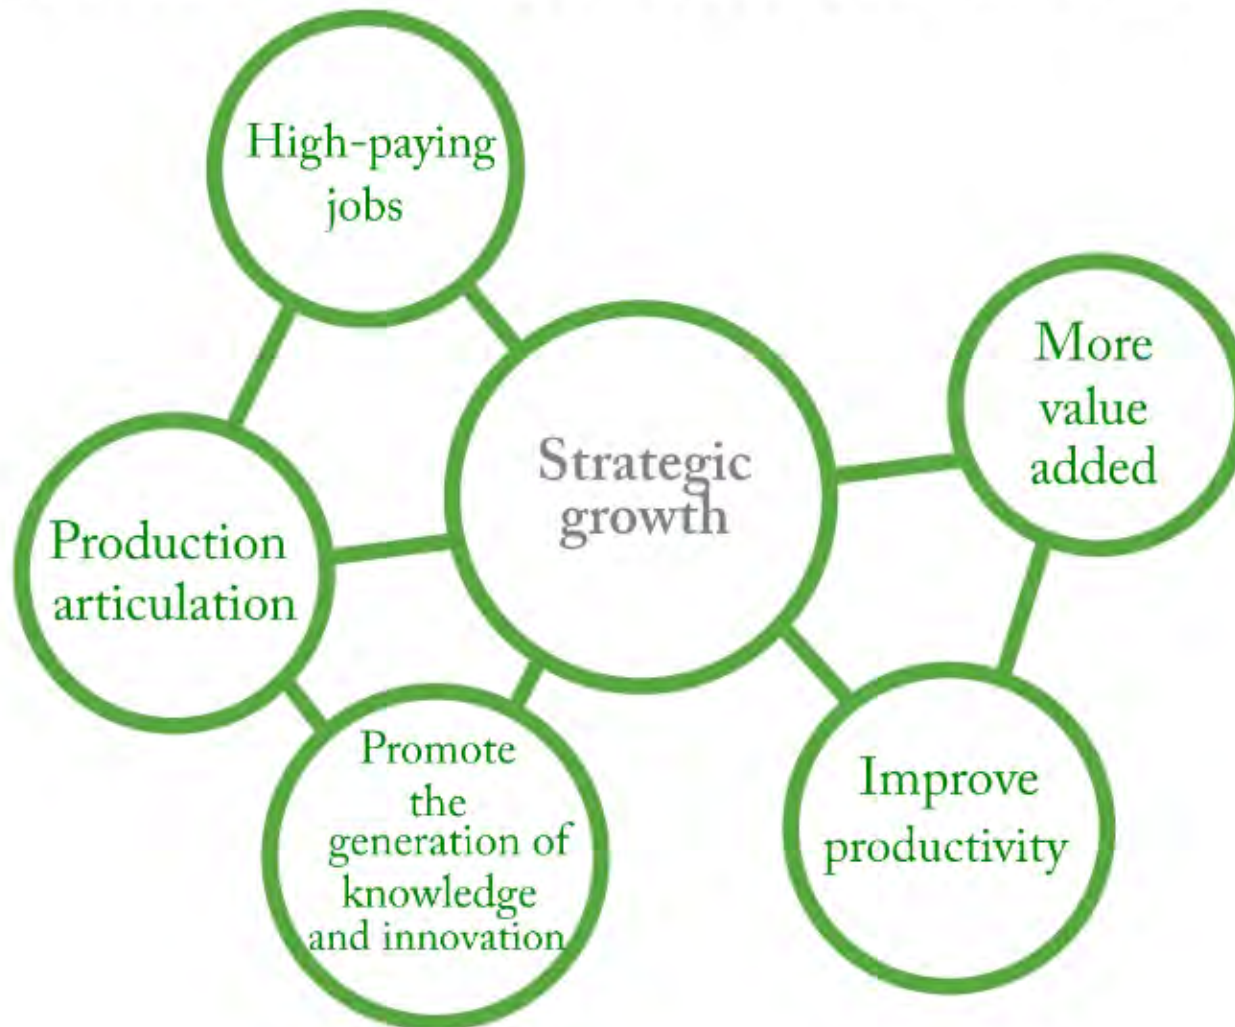 High-paying
jobs
More
value
added
Strategic
growth
Production
articulation
Promote
the
generation of
knowledge
and innovation
Improve
productivity